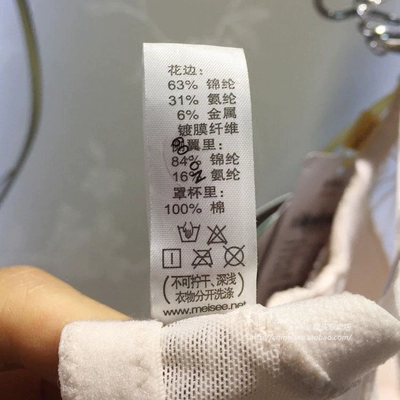 花边:
63% 锦纶
31% 氨纶
6% 金属
镀膜纤维
翼里:
84% 锦纶
16% 氨纶
罩杯里:
100% 棉
(不可拧干、深浅
衣物分开洗涤)
www.meisee.net